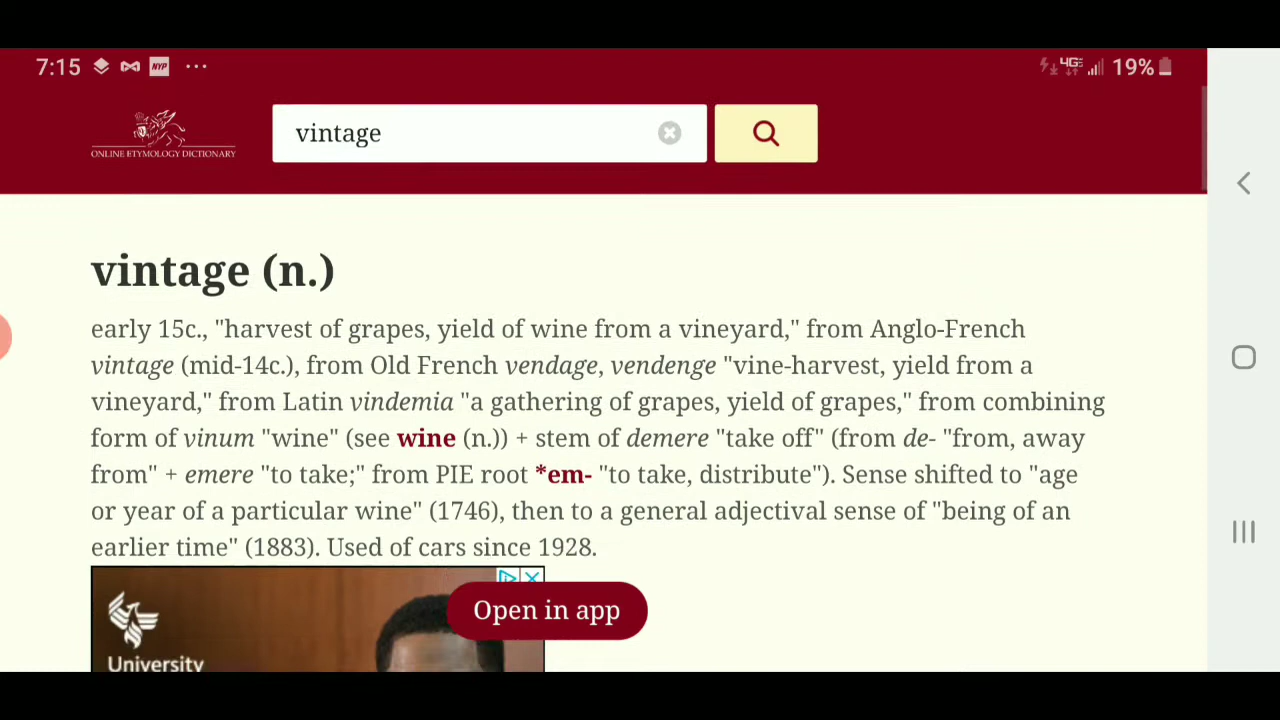 7:15 NYP ... 4GE 19%
ONLINE ETYMOLOGY DICTIONARY
vintage
vintage (n.)
early 15c., "harvest of grapes, yield of wine from a vineyard," from Anglo-French
vintage (mid-14c.), from Old French vendage, vendenge "vine-harvest, yield from a
vineyard," from Latin vindemia "a gathering of grapes, yield of grapes," from combining
form of vinum "wine" (see wine (n.)) + stem of demere "take off" (from de- "from, away
from" + emere "to take;" from PIE root *em- "to take, distribute"). Sense shifted to "age
or year of a particular wine" (1746), then to a general adjectival sense of "being of an
earlier time" (1883). Used of cars since 1928.
Open in app
University